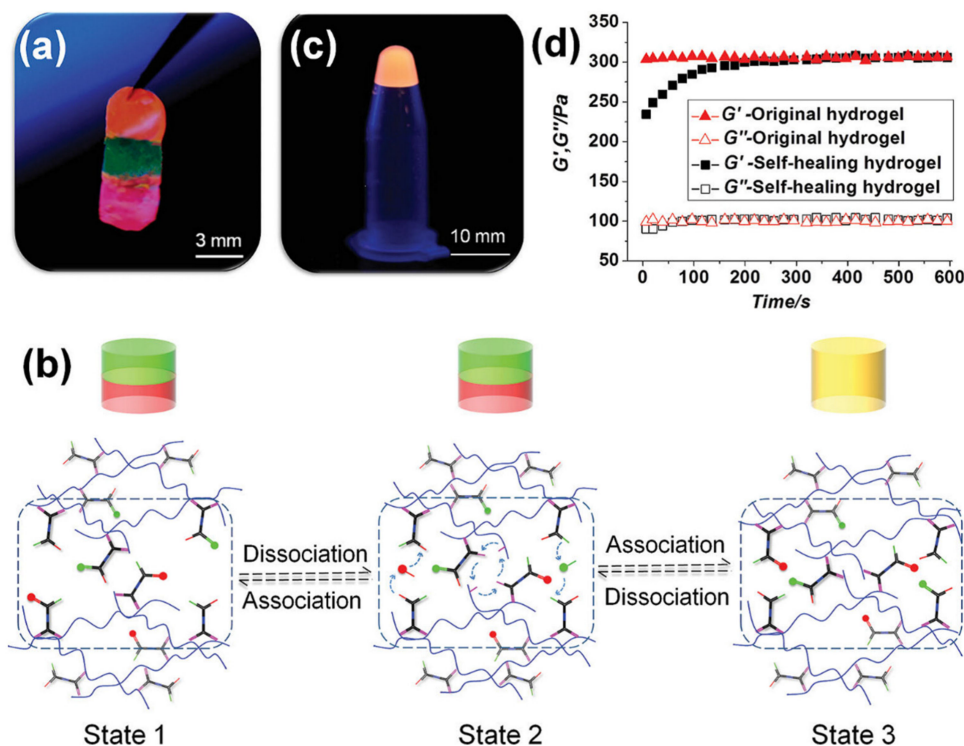 (a)
3 mm
(c)
10 mm
(d)
G',G''/Pa
350
300
250
200
150
100
50
G' -Original hydrogel
G''-Original hydrogel
G' -Self-healing hydrogel
G''-Self-healing hydrogel
0
100
200
300
400
500
600
Time/s
(b)
Dissociation
Association
Association
Dissociation
State 1
State 2
State 3